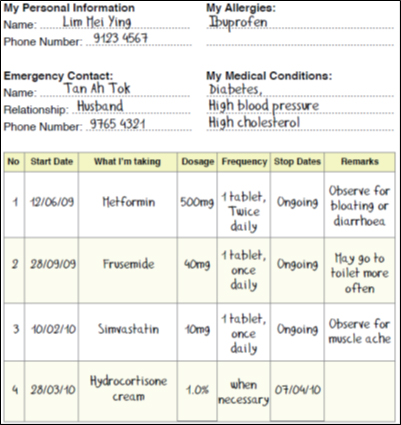 My Personal Information
Name: Lim Mei Ying
Phone Number: 9123 4567
My Allergies:
Ibuprofen
Emergency Contact:
Name: Tan Ah Tok
Relationship: Husband
Phone Number: 9765 4321
My Medical Conditions:
Diabetes,
High blood pressure
High cholesterol
No Start Date What I'm taking Dosage Frequency Stop Dates Remarks
1 12/06/09 Metformin 500mg 1 tablet, Twice daily Ongoing Observe for bloating or diarrhoea
2 28/09/09 Frusemide 40mg 1 tablet, once daily Ongoing May go to toilet more often
3 10/02/10 Simvastatin 10mg 1 tablet, once daily Ongoing Observe for muscle ache
4 28/03/10 Hydrocortisone cream 1.0% when necessary 07/04/10